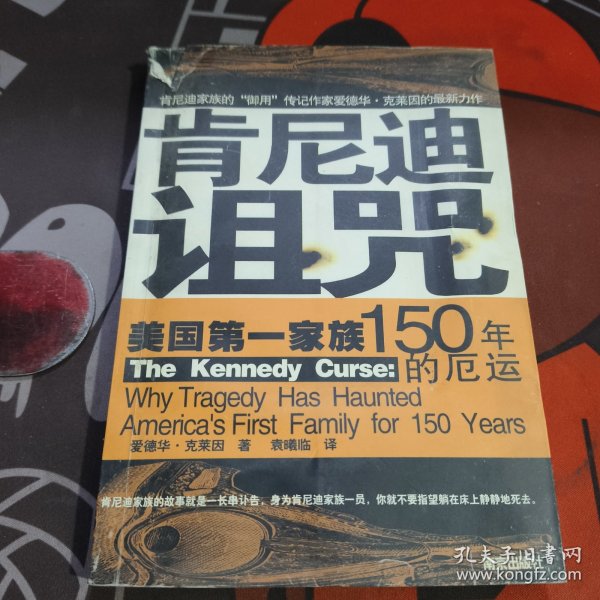 肯尼迪家族的“御用”传记作家爱德华·克莱因的最新力作
肯尼迪
诅咒
美国第一家族150年
The Kennedy Curse:的厄运
Why Tragedy Has Haunted
America's First Family for 150 Years
爱德华·克莱因 著 袁曦临 译
肯尼迪家族的故事就是一长串讣告,身为肯尼迪家族一员,你就不要指望躺在床上静静地死去。
南京出版社
孔夫子旧书网
www.kongfz.com